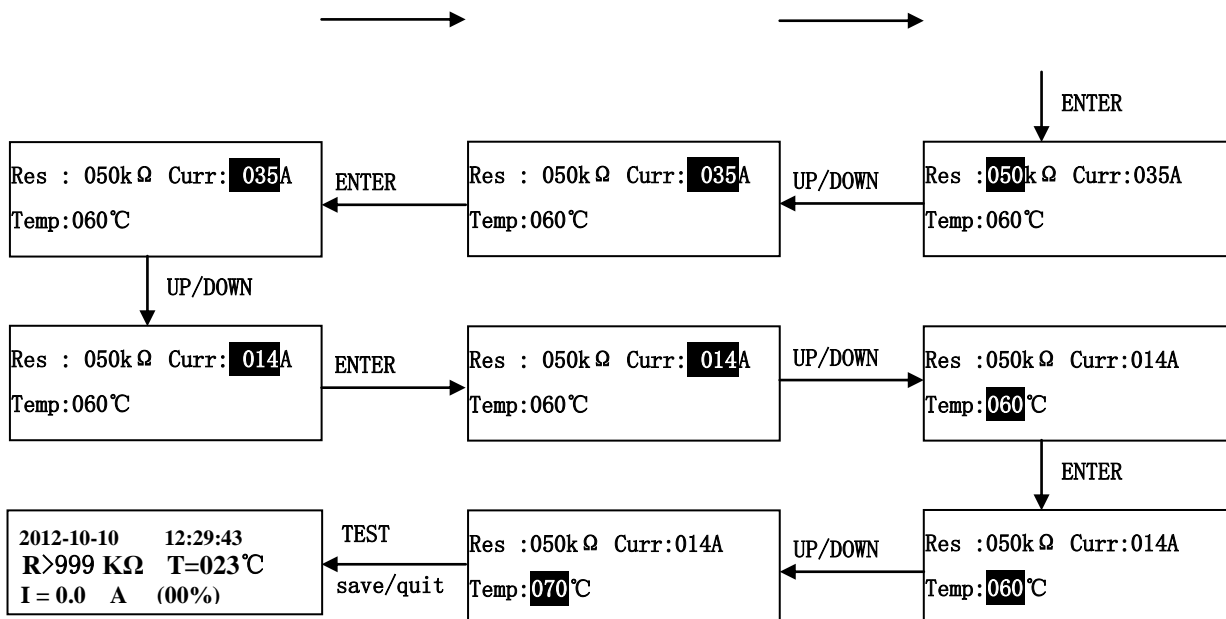 ENTER
Res : 050kΩ Curr: 035A
Temp:060℃
ENTER
Res : 050kΩ Curr: 035A
Temp:060℃
UP/DOWN
Res :050kΩ Curr:035A
Temp:060℃
UP/DOWN
Res : 050kΩ Curr: 014A
Temp:060℃
ENTER
Res : 050kΩ Curr: 014A
Temp:060℃
UP/DOWN
Res :050kΩ Curr:014A
Temp:060℃
ENTER
2012-10-10 12:29:43
R>999 KΩ T=023℃
I = 0.0 A (00%)
TEST
save/quit
Res :050kΩ Curr:014A
Temp:070℃
UP/DOWN
Res :050kΩ Curr:014A
Temp:060℃